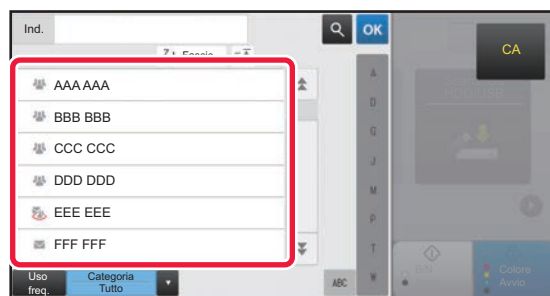 Ind.
OK
CA
AAA AAA
BBB BBB
CCC CCC
DDD DDD
EEE EEE
FFF FFF
A
D
G
J
M
P
T
W
ABC
Uso
freq.
Categoria
Tutto
B/N
Colore
Avvio